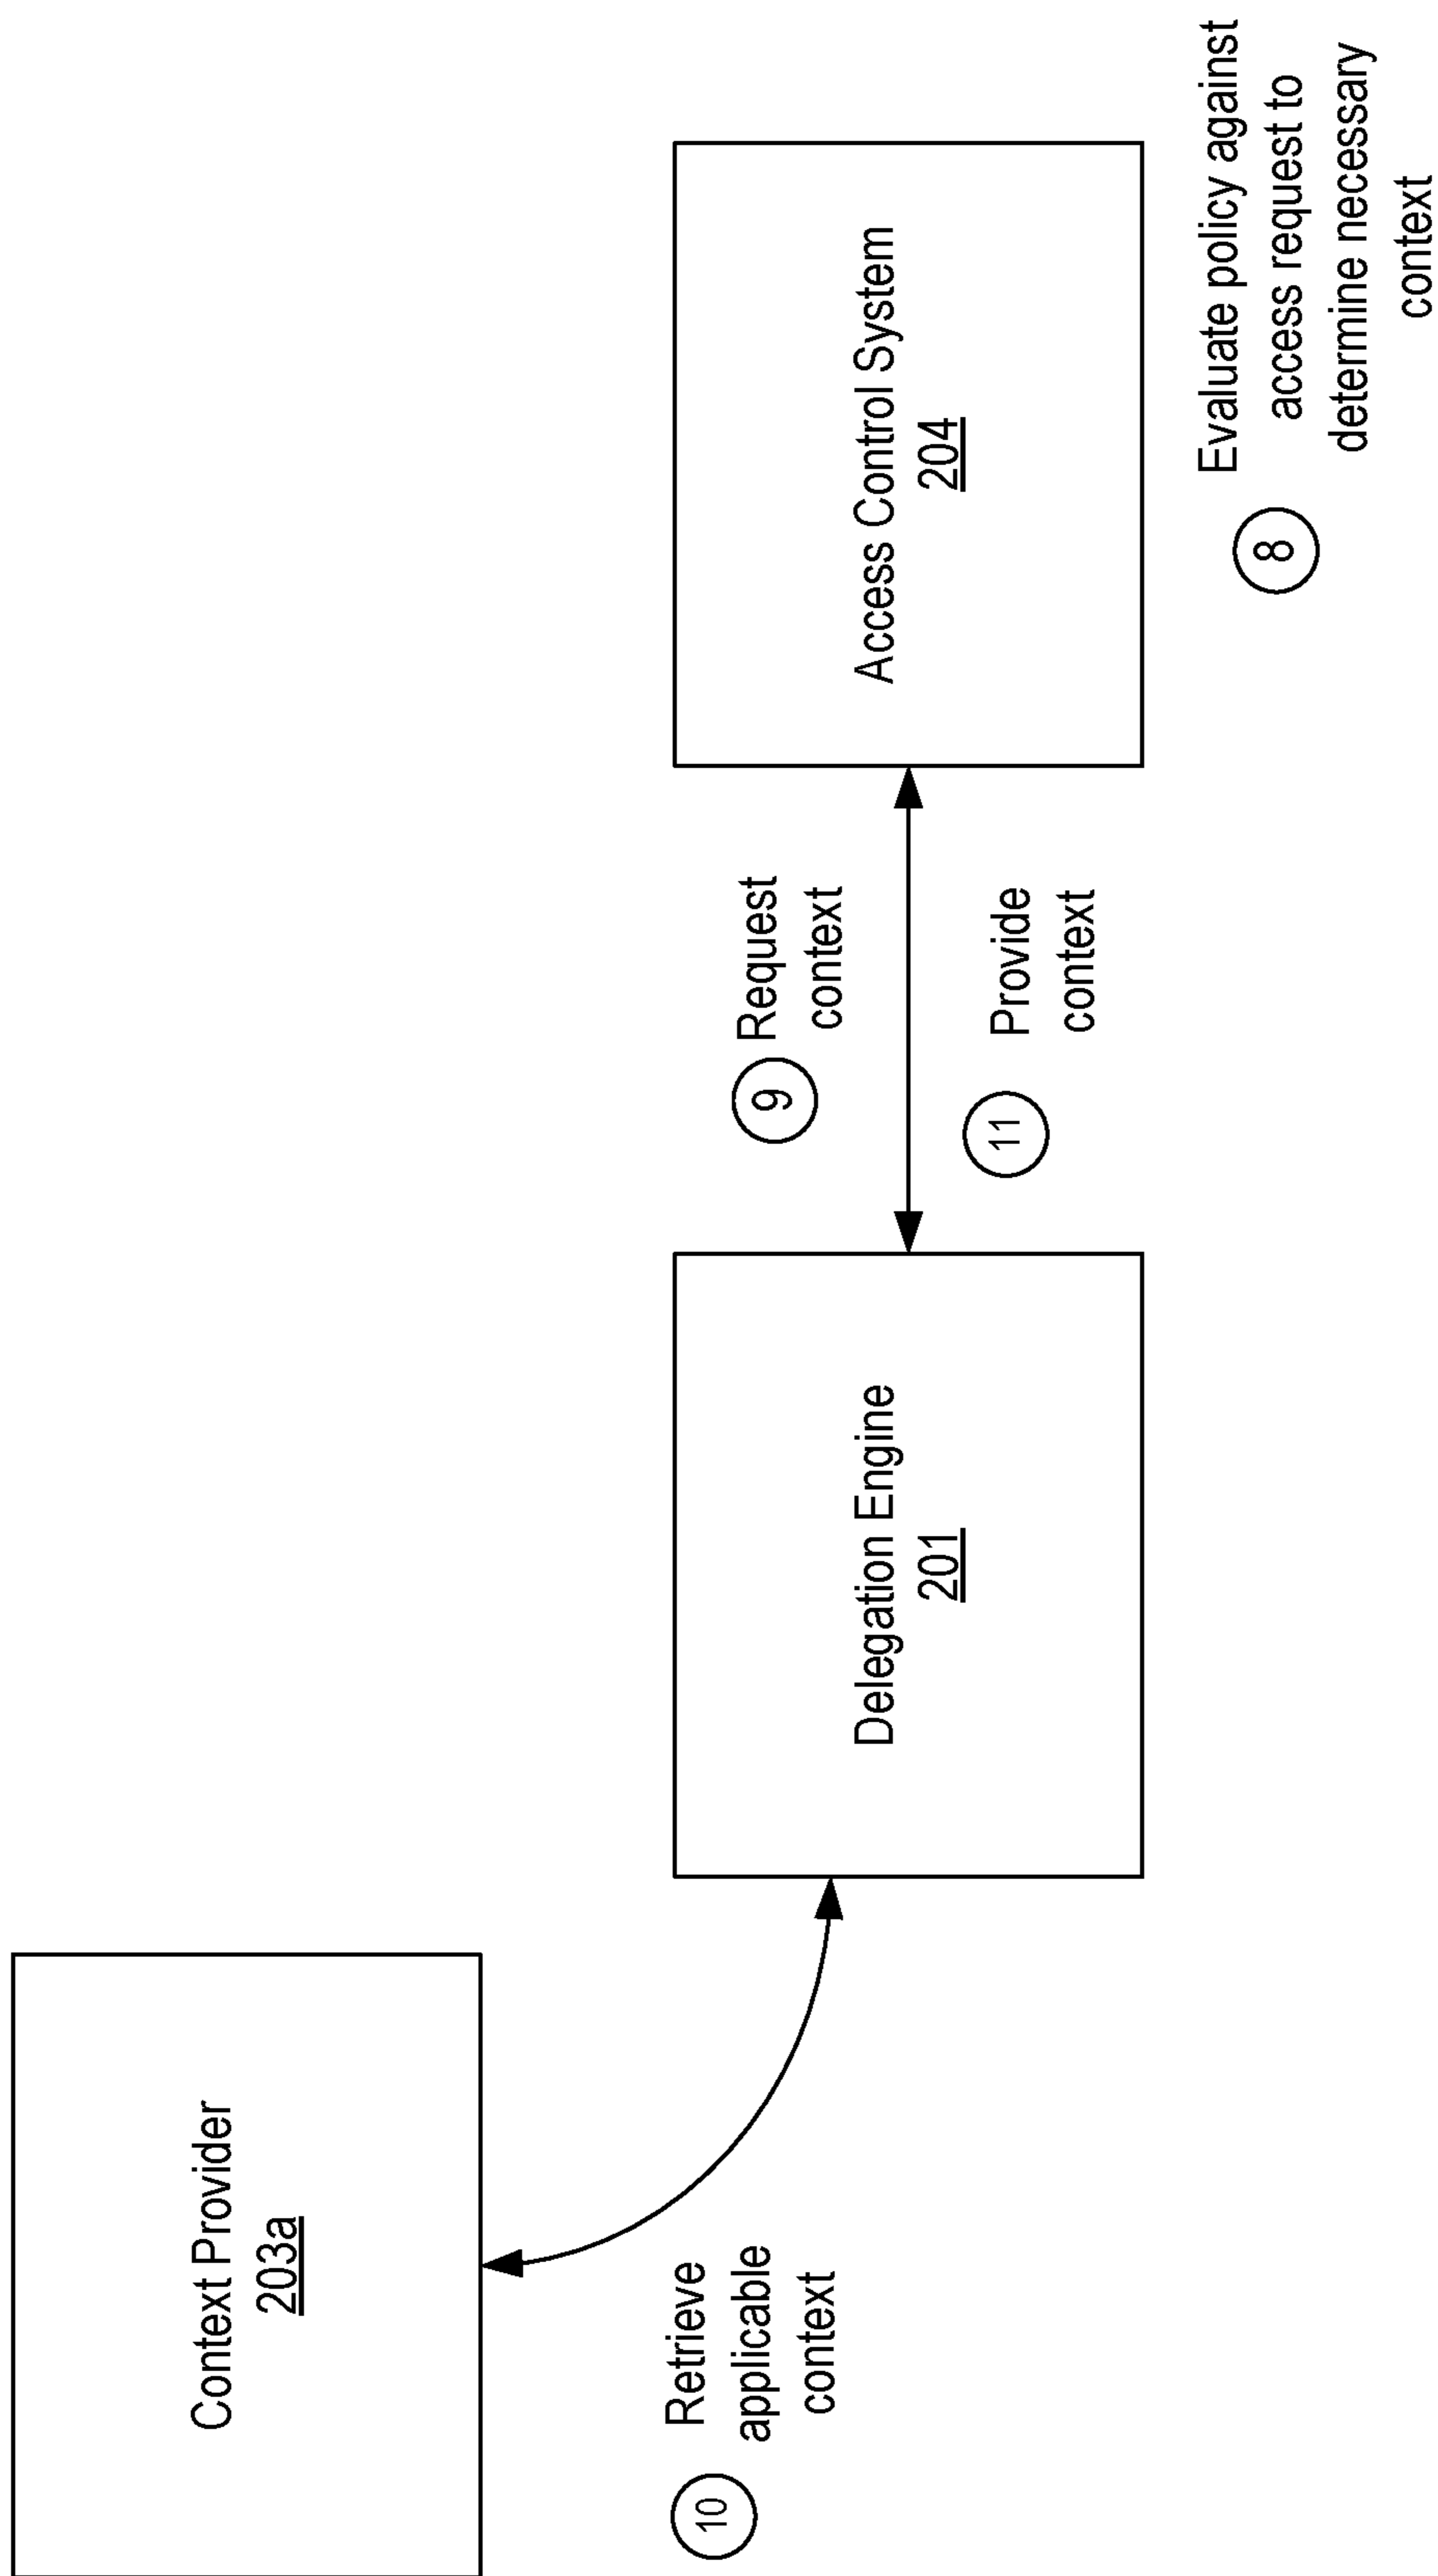 Context Provider
203a
10
Retrieve
applicable
context
Delegation Engine
201
9
Request
context
11
Provide
context
Access Control System
204
8
Evaluate policy against
access request to
determine necessary
context